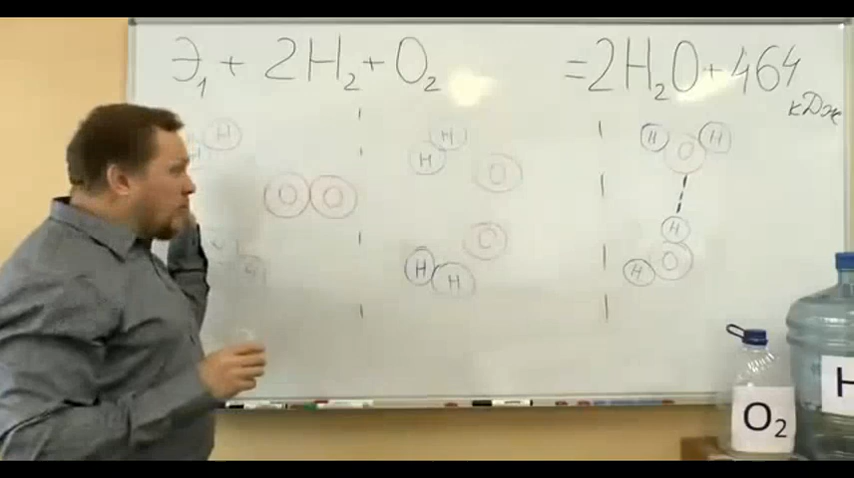 Э₁ + 2H₂ + O₂ = 2H₂O + 464
кДж
H H H H H O H
H O O O
O H
H H H H O
O₂ H